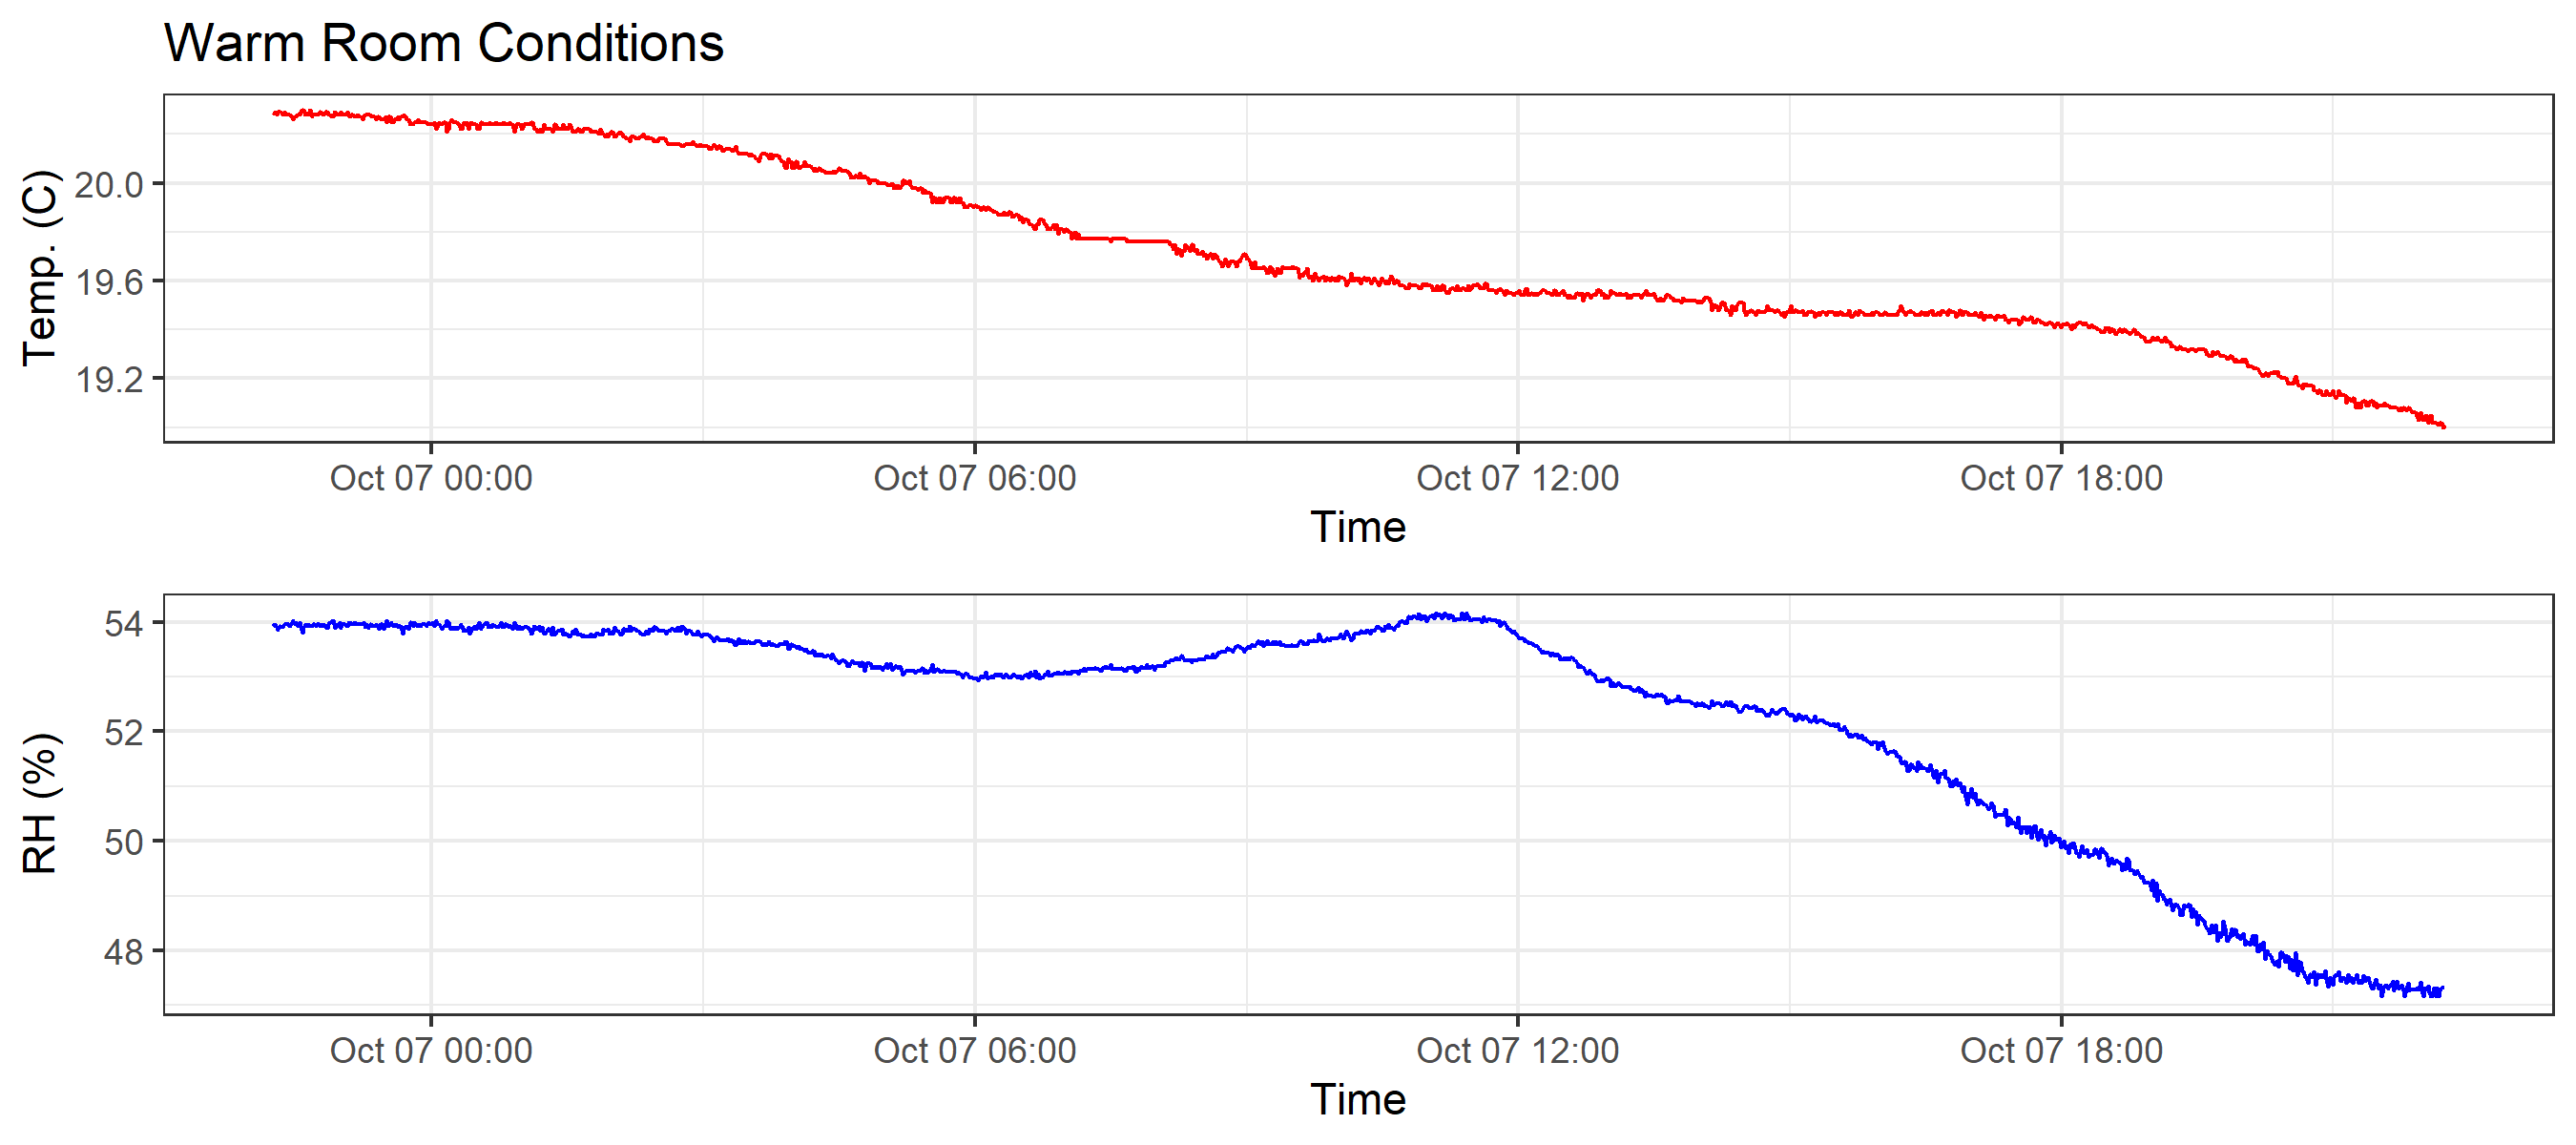 Warm Room Conditions
Temp. (C)
20.0
19.6
19.2
Oct 07 00:00 Oct 07 06:00 Oct 07 12:00 Oct 07 18:00
Time
RH (%)
54
52
50
48
Oct 07 00:00 Oct 07 06:00 Oct 07 12:00 Oct 07 18:00
Time